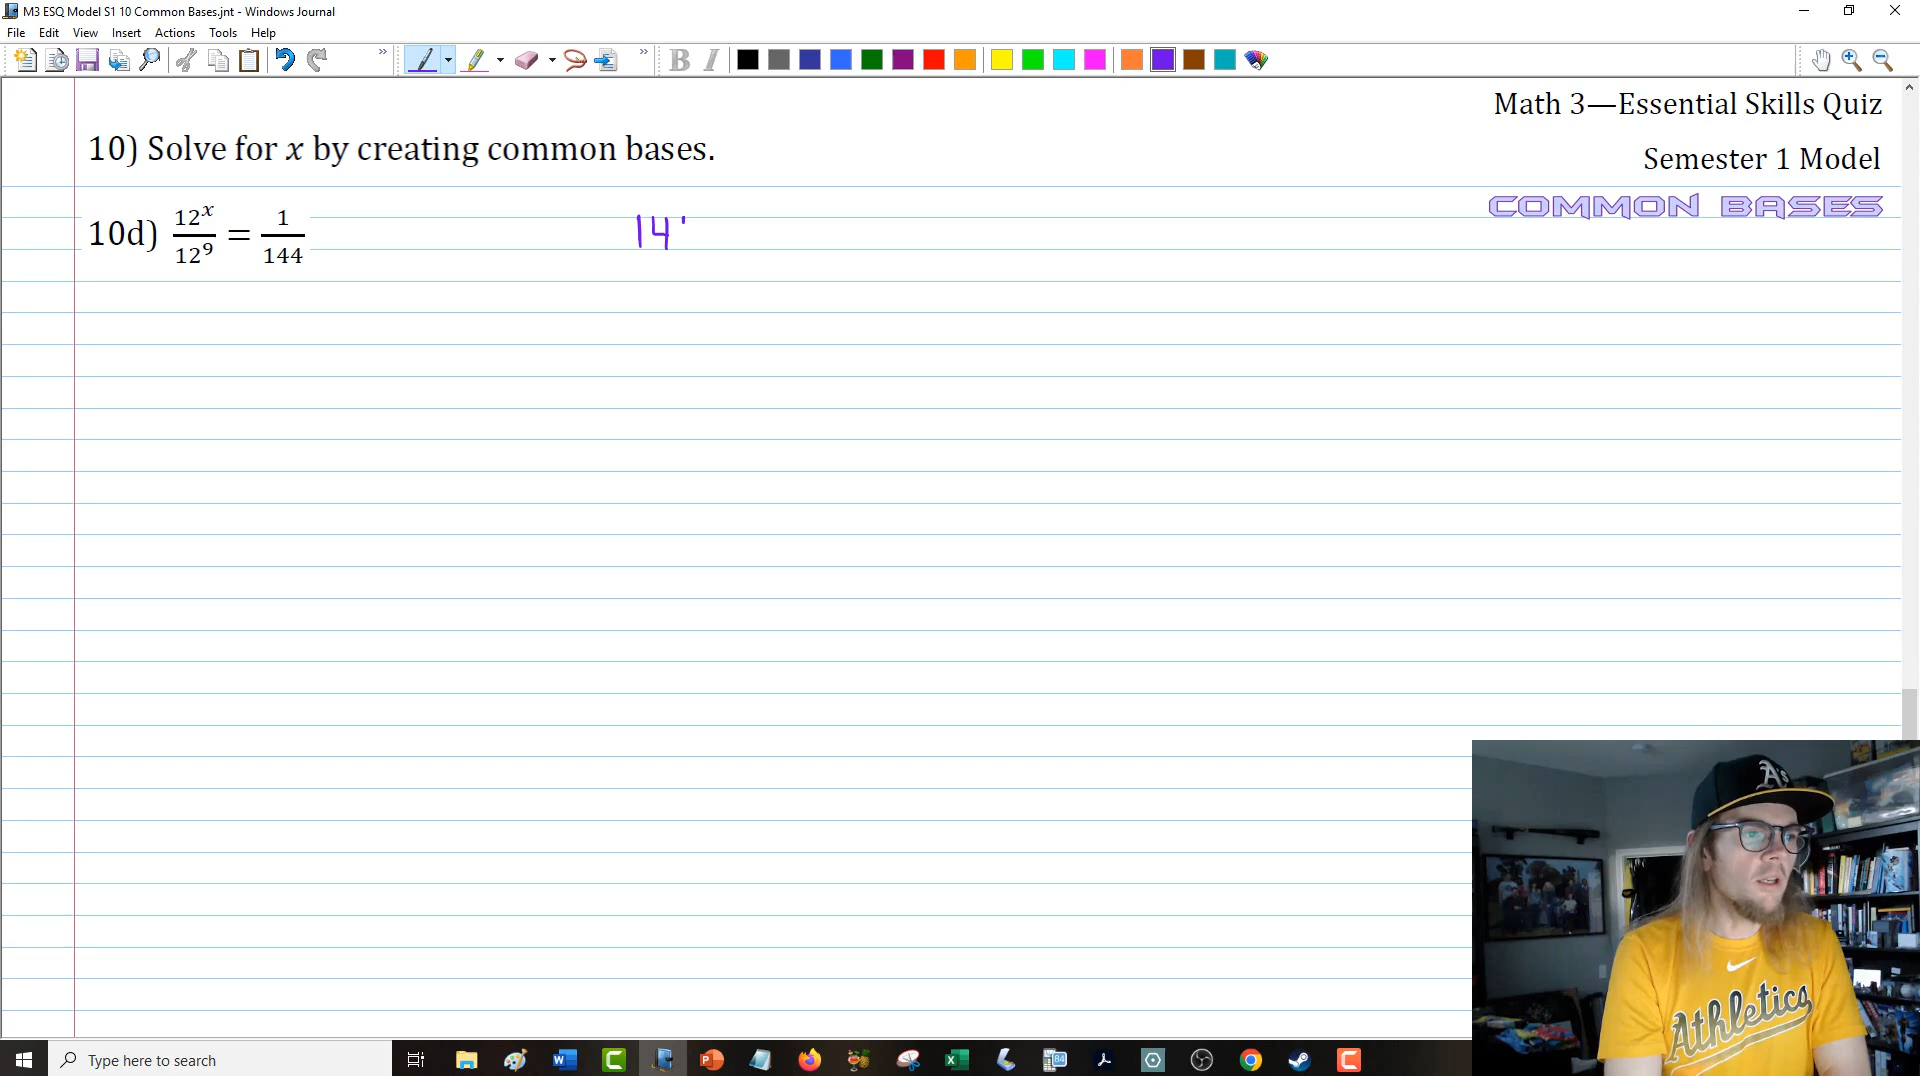 M3 ESQ Model S1 10 Common Bases.jnt - Windows Journal
File Edit View Insert Actions Tools Help
B I
Math 3—Essential Skills Quiz
10) Solve for x by creating common bases.
Semester 1 Model
COMMON BASES
10d) 12^x/12^9 = 1/144
14'
A's
Athletics
Type here to search